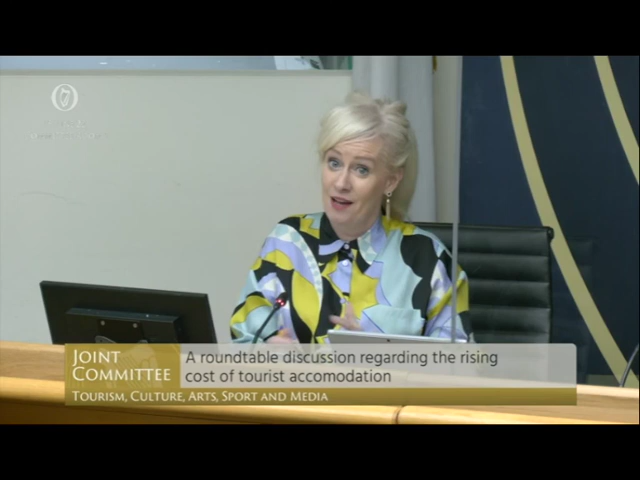 JOINT
COMMITTEE
A roundtable discussion regarding the rising
cost of tourist accomodation
TOURISM, CULTURE, ARTS, SPORT AND MEDIA